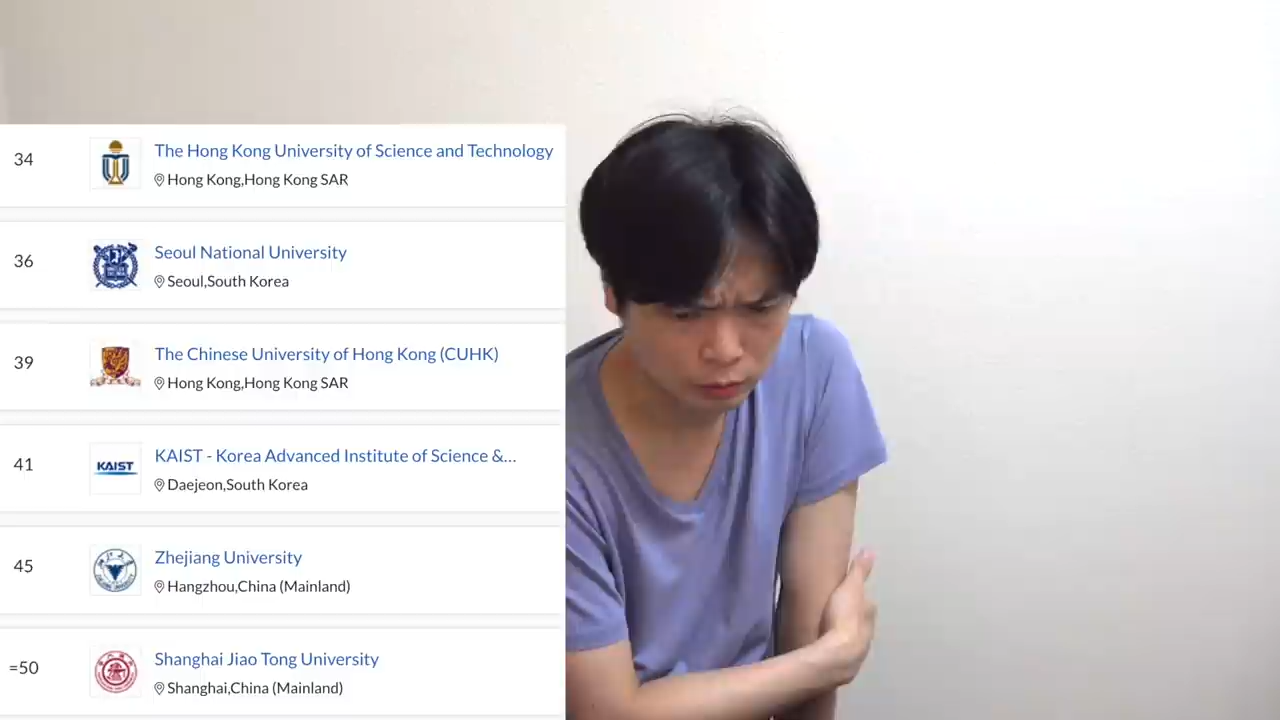 34
The Hong Kong University of Science and Technology
Hong Kong,Hong Kong SAR
36
Seoul National University
Seoul,South Korea
39
The Chinese University of Hong Kong (CUHK)
Hong Kong,Hong Kong SAR
41
KAIST
KAIST - Korea Advanced Institute of Science &...
Daejeon,South Korea
45
Zhejiang University
Hangzhou,China (Mainland)
=50
Shanghai Jiao Tong University
Shanghai,China (Mainland)